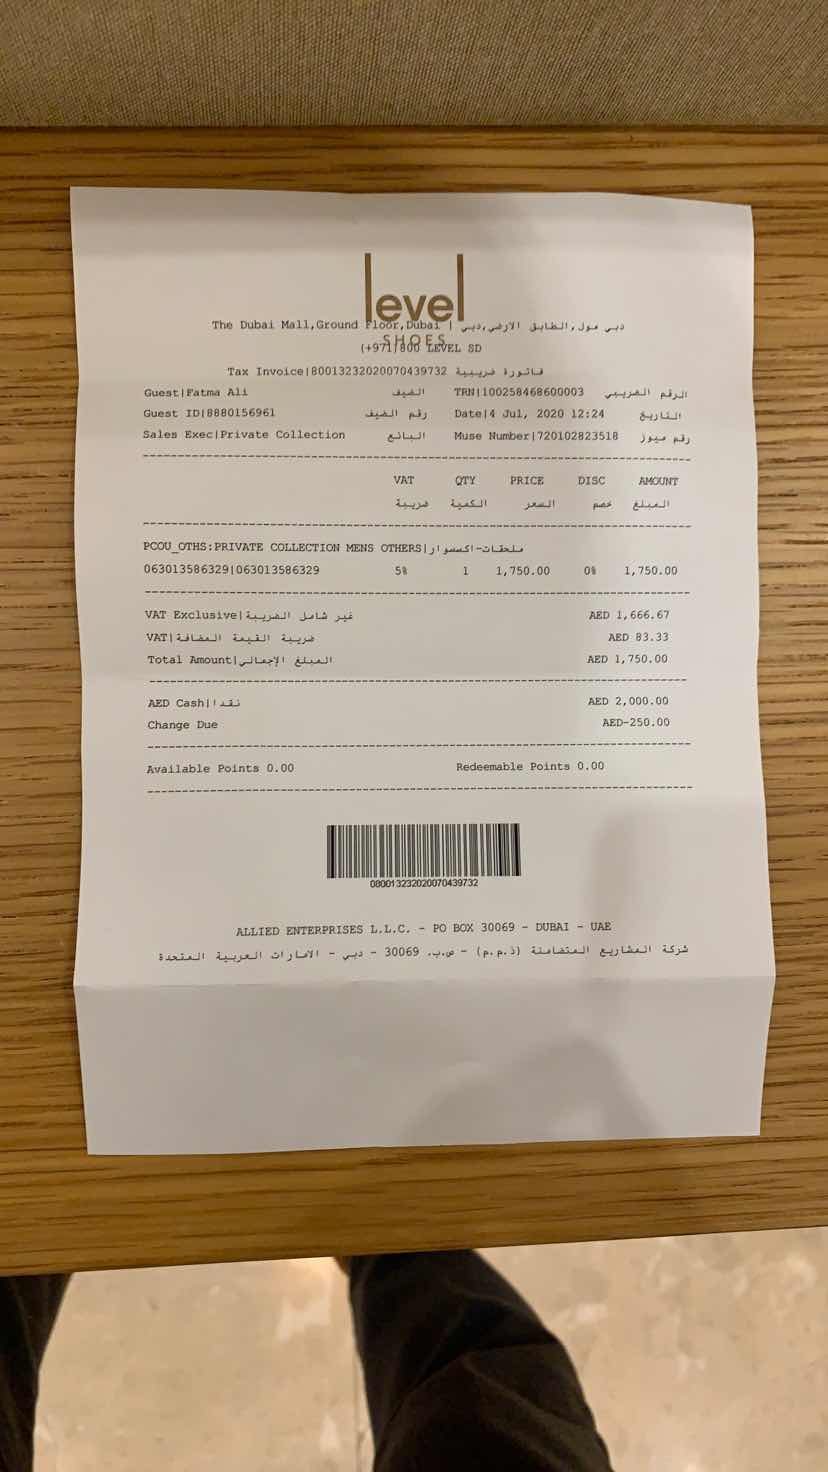 level
SHOES
The Dubai Mall,Ground Floor,Dubai | دبي مول,الطابق الارضي,دبي
(+971)800 LEVEL SD
Tax Invoice|80013232020070439732 فاتورة ضريبية
Guest|Fatma Ali الضيف TRN|100258468600003 الرقم الضريبي
Guest ID|8880156961 رقم الضيف Date|4 Jul, 2020 12:24 التاريخ
Sales Exec|Private Collection البائع Muse Number|720102823518 رقم ميوز
VAT QTY PRICE DISC AMOUNT
ضريبة الكمية السعر خصم المبلغ
PCOU_OTHS:PRIVATE COLLECTION MENS OTHERS|ملحقات-اكسسوار
063013586329|063013586329 5% 1 1,750.00 0% 1,750.00
VAT Exclusive|غير شامل الضريبة AED 1,666.67
VAT|ضريبة القيمة المضافة AED 83.33
Total Amount|المبلغ الإجمالي AED 1,750.00
AED Cash|نقدا AED 2,000.00
Change Due AED-250.00
Available Points 0.00 Redeemable Points 0.00
080013232020070439732
ALLIED ENTERPRISES L.L.C. - PO BOX 30069 - DUBAI - UAE
شركة المشاريع المتضامنة (ذ.م.م) - ص.ب. 30069 - دبي - الامارات العربية المتحدة